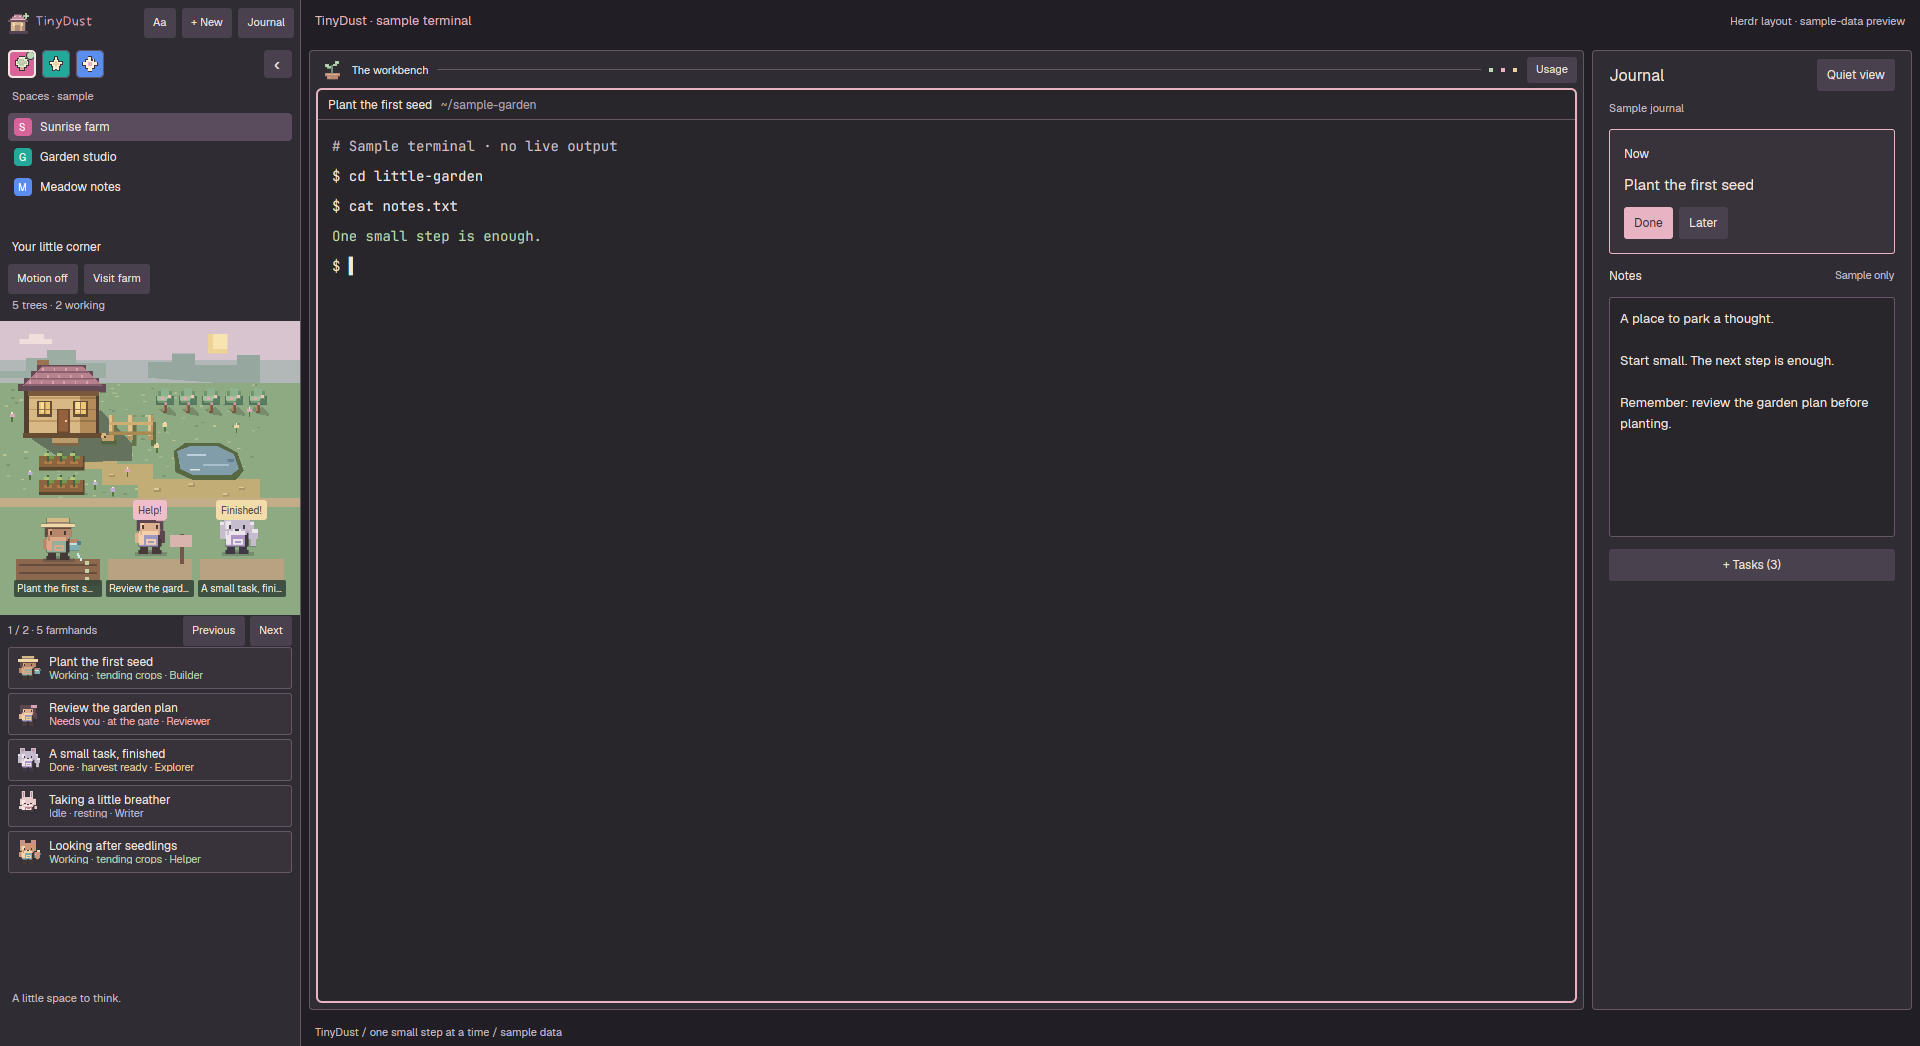 TinyDust
Aa
+ New
Journal
Spaces · sample
S Sunrise farm
G Garden studio
M Meadow notes
Your little corner
Motion off
Visit farm
5 trees · 2 working
Help!
Finished!
Plant the first s...
Review the gard...
A small task, fini...
1 / 2 · 5 farmhands
Previous
Next
Plant the first seed
Working · tending crops · Builder
Review the garden plan
Needs you · at the gate · Reviewer
A small task, finished
Done · harvest ready · Explorer
Taking a little breather
Idle · resting · Writer
Looking after seedlings
Working · tending crops · Helper
A little space to think.
TinyDust · sample terminal
Herdr layout · sample-data preview
The workbench
Usage
Plant the first seed ~/sample-garden
# Sample terminal · no live output
$ cd little-garden
$ cat notes.txt
One small step is enough.
$
TinyDust / one small step at a time / sample data
Journal
Quiet view
Sample journal
Now
Plant the first seed
Done
Later
Notes
Sample only
A place to park a thought.
Start small. The next step is enough.
Remember: review the garden plan before
planting.
+ Tasks (3)